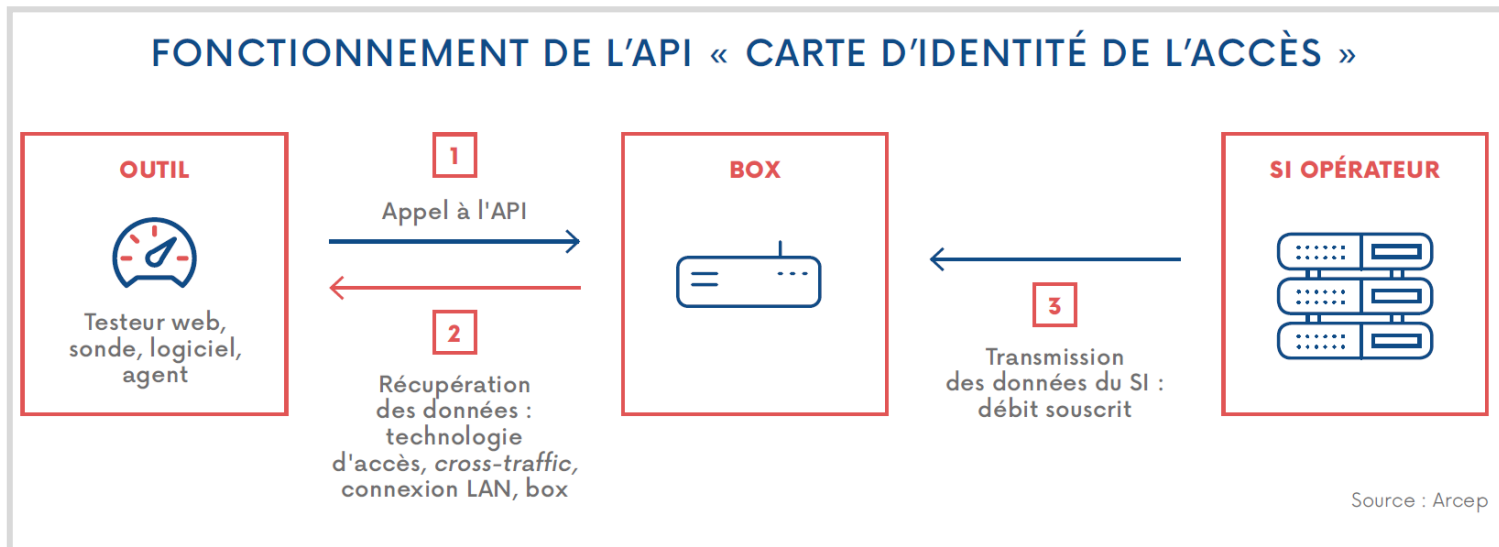 FONCTIONNEMENT DE L'API « CARTE D'IDENTITÉ DE L'ACCÈS »
OUTIL
Testeur web,
sonde, logiciel,
agent
1
Appel à l'API
2
Récupération
des données :
technologie
d'accès, cross-traffic,
connexion LAN, box
BOX
3
Transmission
des données du SI :
débit souscrit
SI OPÉRATEUR
Source : Arcep